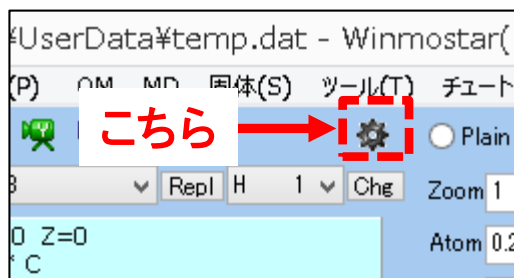 ¥UserData¥temp.dat - Winmostar(
(P) QM MD 固体(S) ツール(T) チュート
こちら
Plain
Repl H 1 Chg
Zoom 1
0 Z=0
Atom 0.2
* C